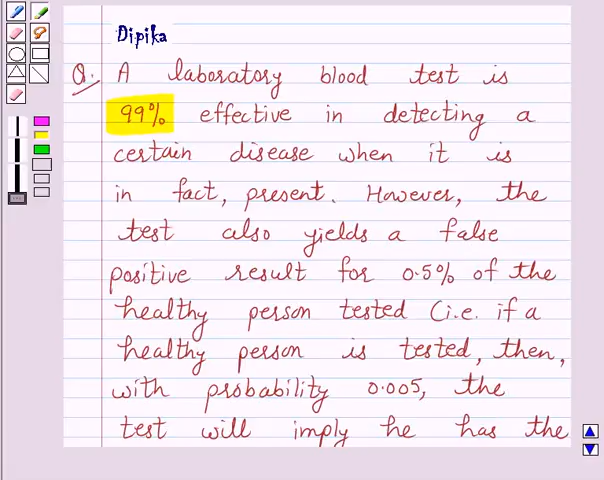 Dipika
Q. A laboratory blood test is
99% effective in detecting a
certain disease when it is
in fact, present. However, the
test also yields a false
positive result for 0.5% of the
healthy person tested (i.e. if a
healthy person is tested, then,
with probability 0.005, the
test will imply he has the